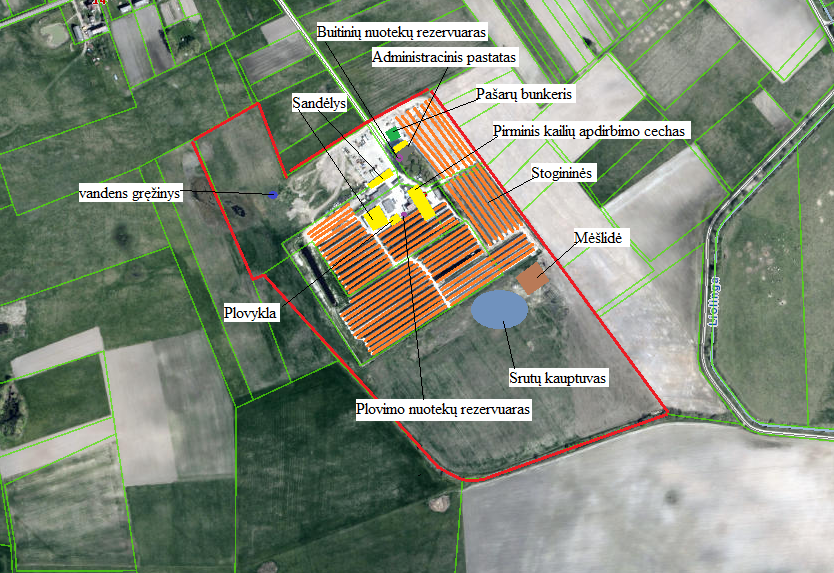 Buitinių nuotekų rezervuaras
Administracinis pastatas
Pašarų bunkeris
Sandėlys
Pirminis kailių apdirbimo cechas
Stogininės
vandens gręžinys
Mėšlidė
Plovykla
Srutų kauptuvas
Plovimo nuotekų rezervuaras